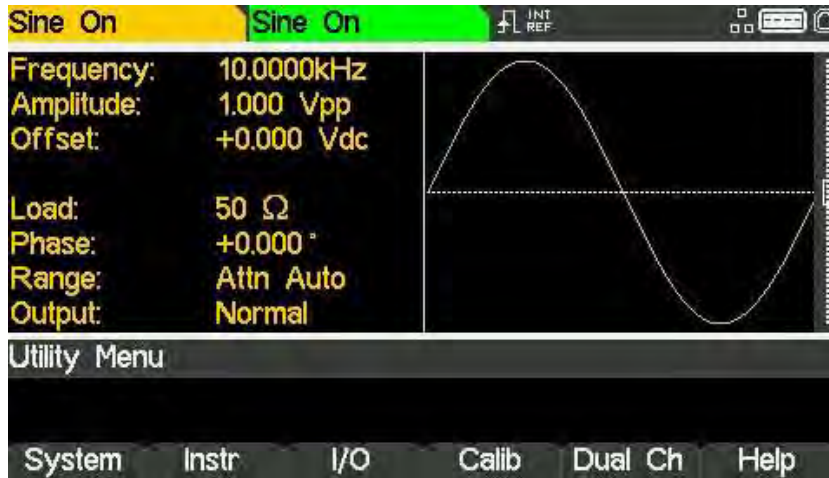 Sine On Sine On INT REF
Frequency: 10.0000kHz
Amplitude: 1.000 Vpp
Offset: +0.000 Vdc
Load: 50 Ω
Phase: +0.000 °
Range: Attn Auto
Output: Normal
Utility Menu
System Instr I/O Calib Dual Ch Help